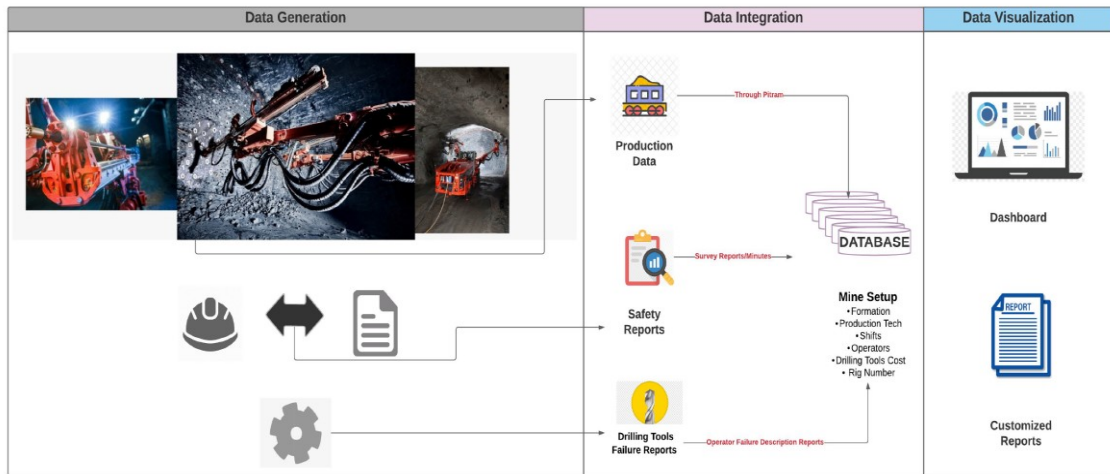 Data Generation
Data Integration
Data Visualization
Through Pitram
Production
Data
DATABASE
Dashboard
Survey Reports/Minutes
Safety
Reports
Mine Setup
•Formation
•Production Tech
•Shifts
•Operators
•Drilling Tools Cost
• Rig Number
REPORT
Drilling Tools
Failure Reports
Operator Failure Description Reports
Customized
Reports